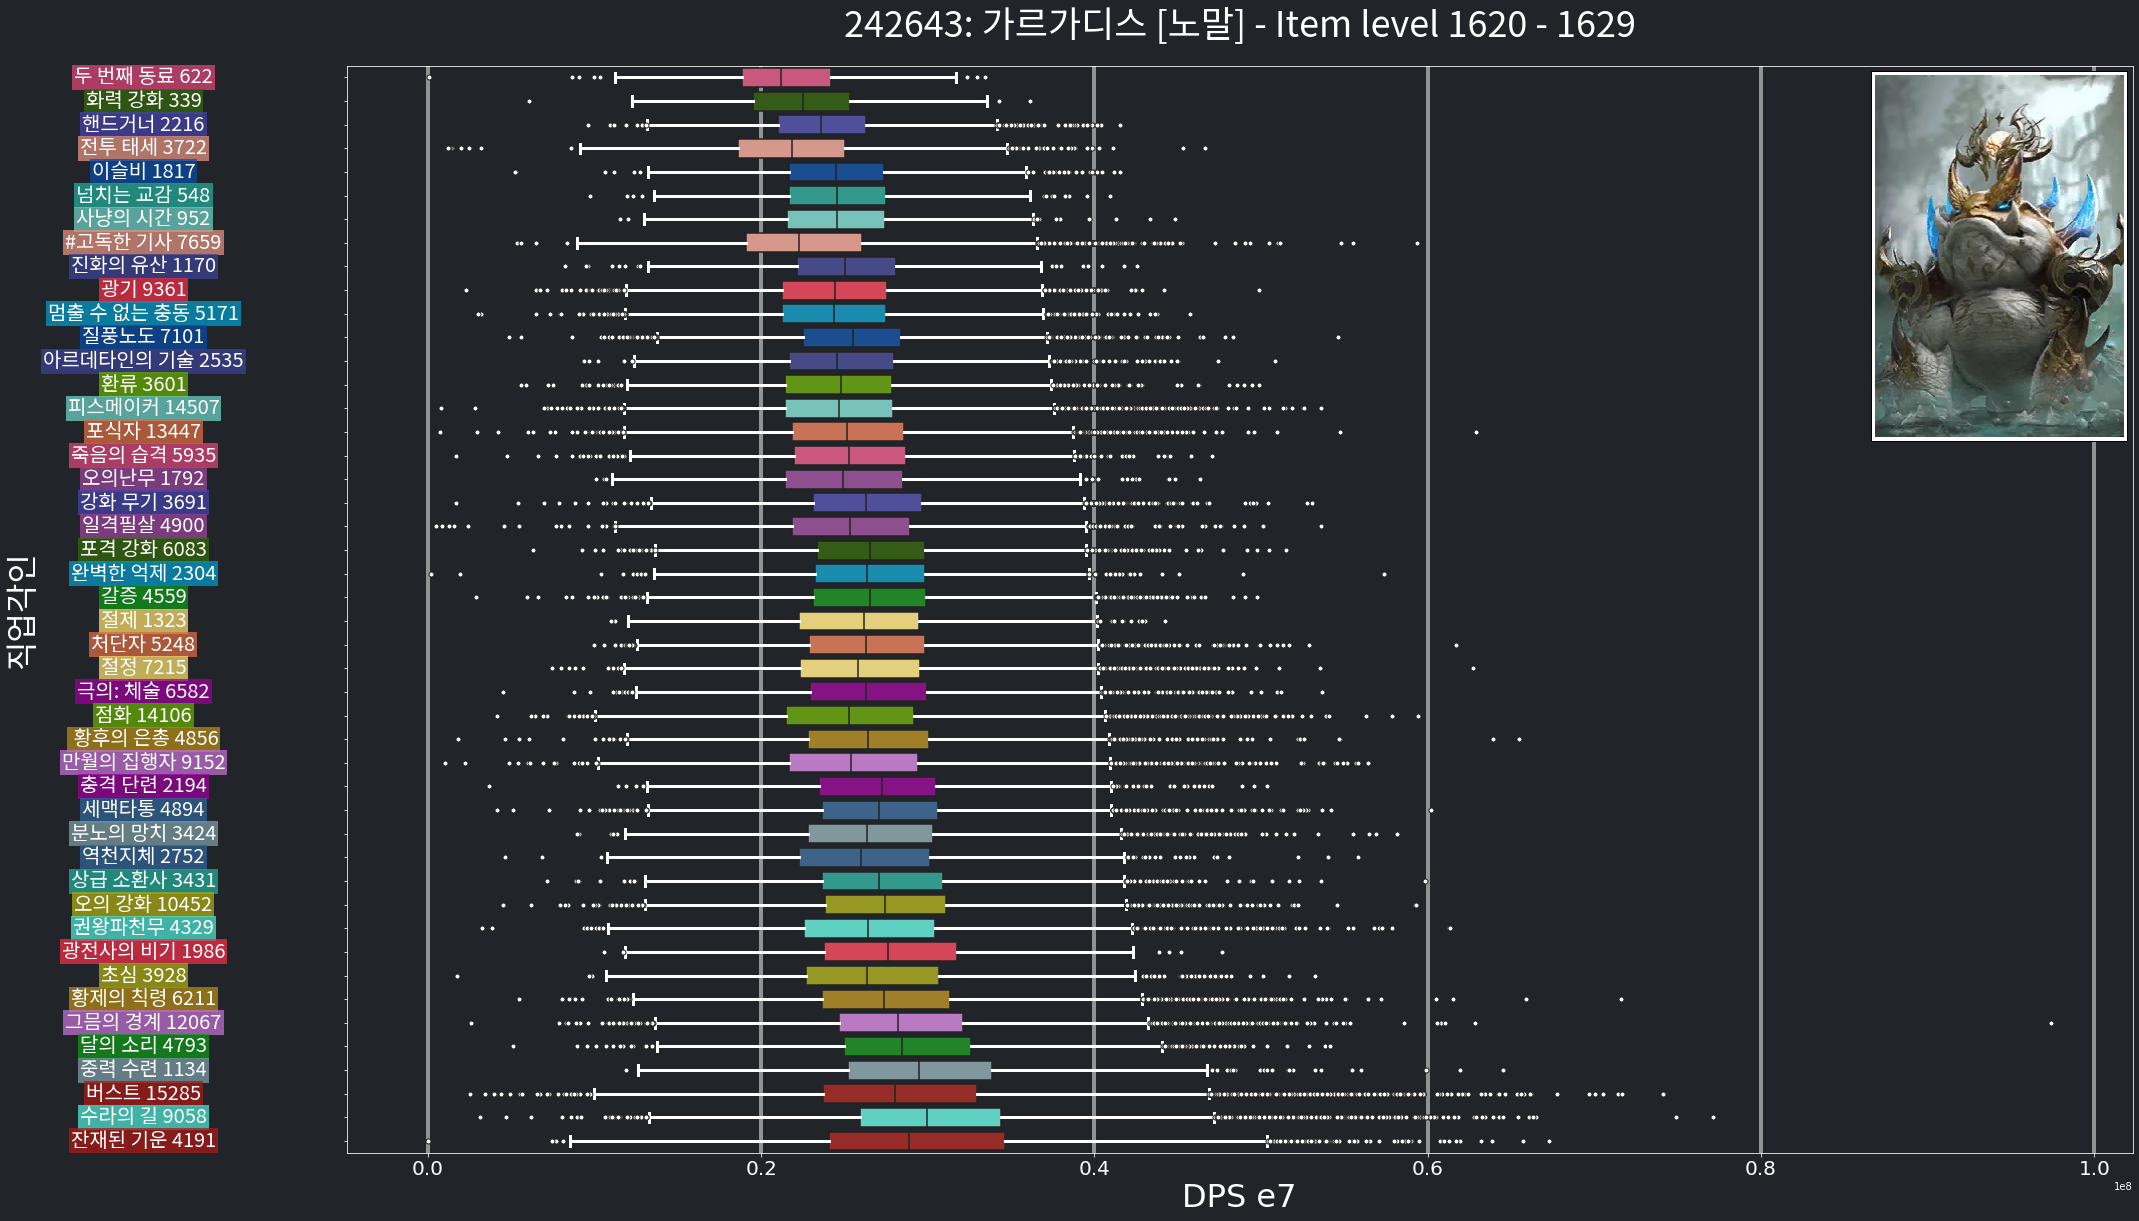 242643: 가르가디스 [노말] - Item level 1620 - 1629
두 번째 동료 622
화력 강화 339
핸드거너 2216
전투 태세 3722
이슬비 1817
넘치는 교감 548
사냥의 시간 952
#고독한 기사 7659
진화의 유산 1170
광기 9361
멈출 수 없는 충동 5171
질풍노도 7101
아르데타인의 기술 2535
환류 3601
피스메이커 14507
포식자 13447
죽음의 습격 5935
오의난무 1792
강화 무기 3691
일격필살 4900
포격 강화 6083
완벽한 억제 2304
갈증 4559
절제 1323
처단자 5248
절정 7215
극의: 체술 6582
점화 14106
황후의 은총 4856
만월의 집행자 9152
충격 단련 2194
세맥타통 4894
분노의 망치 3424
역천지체 2752
상급 소환사 3431
오의 강화 10452
권왕파천무 4329
광전사의 비기 1986
초심 3928
황제의 칙령 6211
그믐의 경계 12067
달의 소리 4793
중력 수련 1134
버스트 15285
수라의 길 9058
잔재된 기운 4191
직업각인
0.0 0.2 0.4 0.6 0.8 1.0
1e8
DPS e7